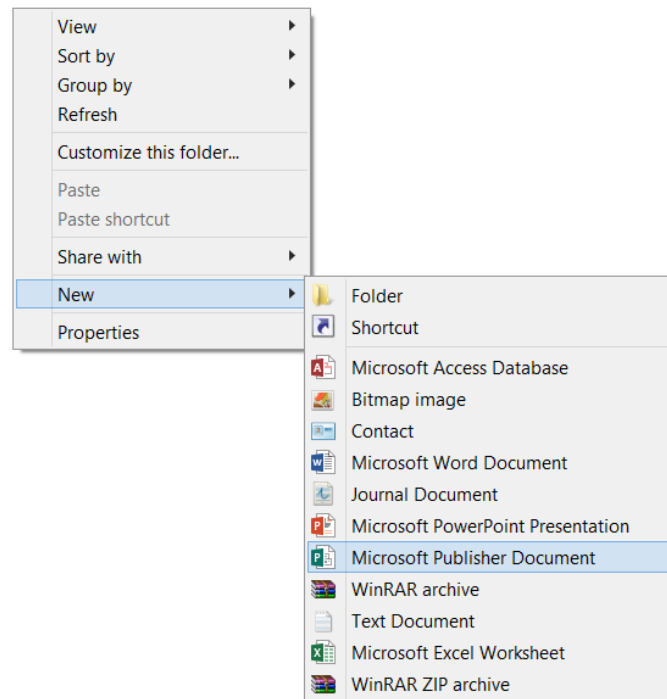 View
Sort by
Group by
Refresh
Customize this folder...
Paste
Paste shortcut
Share with
New
Properties
Folder
Shortcut
Microsoft Access Database
Bitmap image
Contact
Microsoft Word Document
Journal Document
Microsoft PowerPoint Presentation
Microsoft Publisher Document
WinRAR archive
Text Document
Microsoft Excel Worksheet
WinRAR ZIP archive